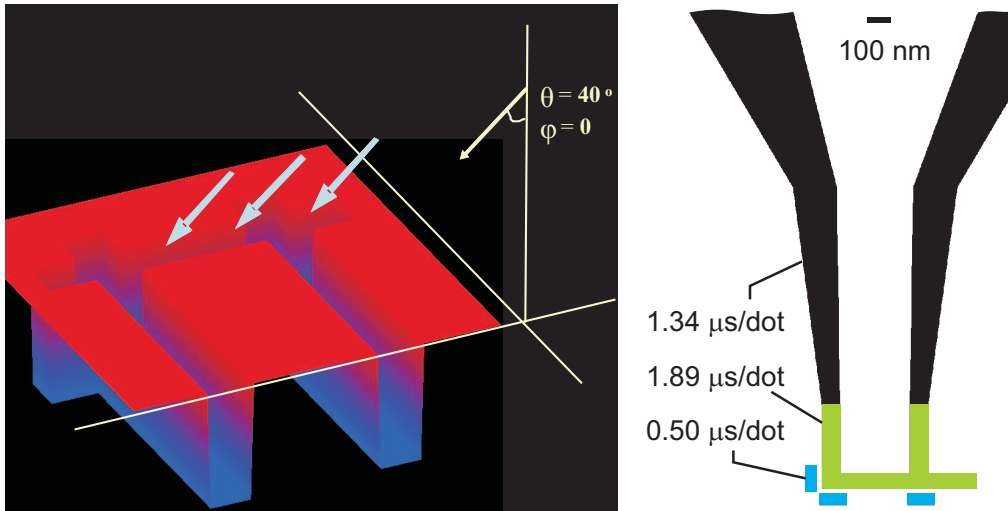 θ = 40 °
φ = 0
100 nm
1.34 μs/dot
1.89 μs/dot
0.50 μs/dot